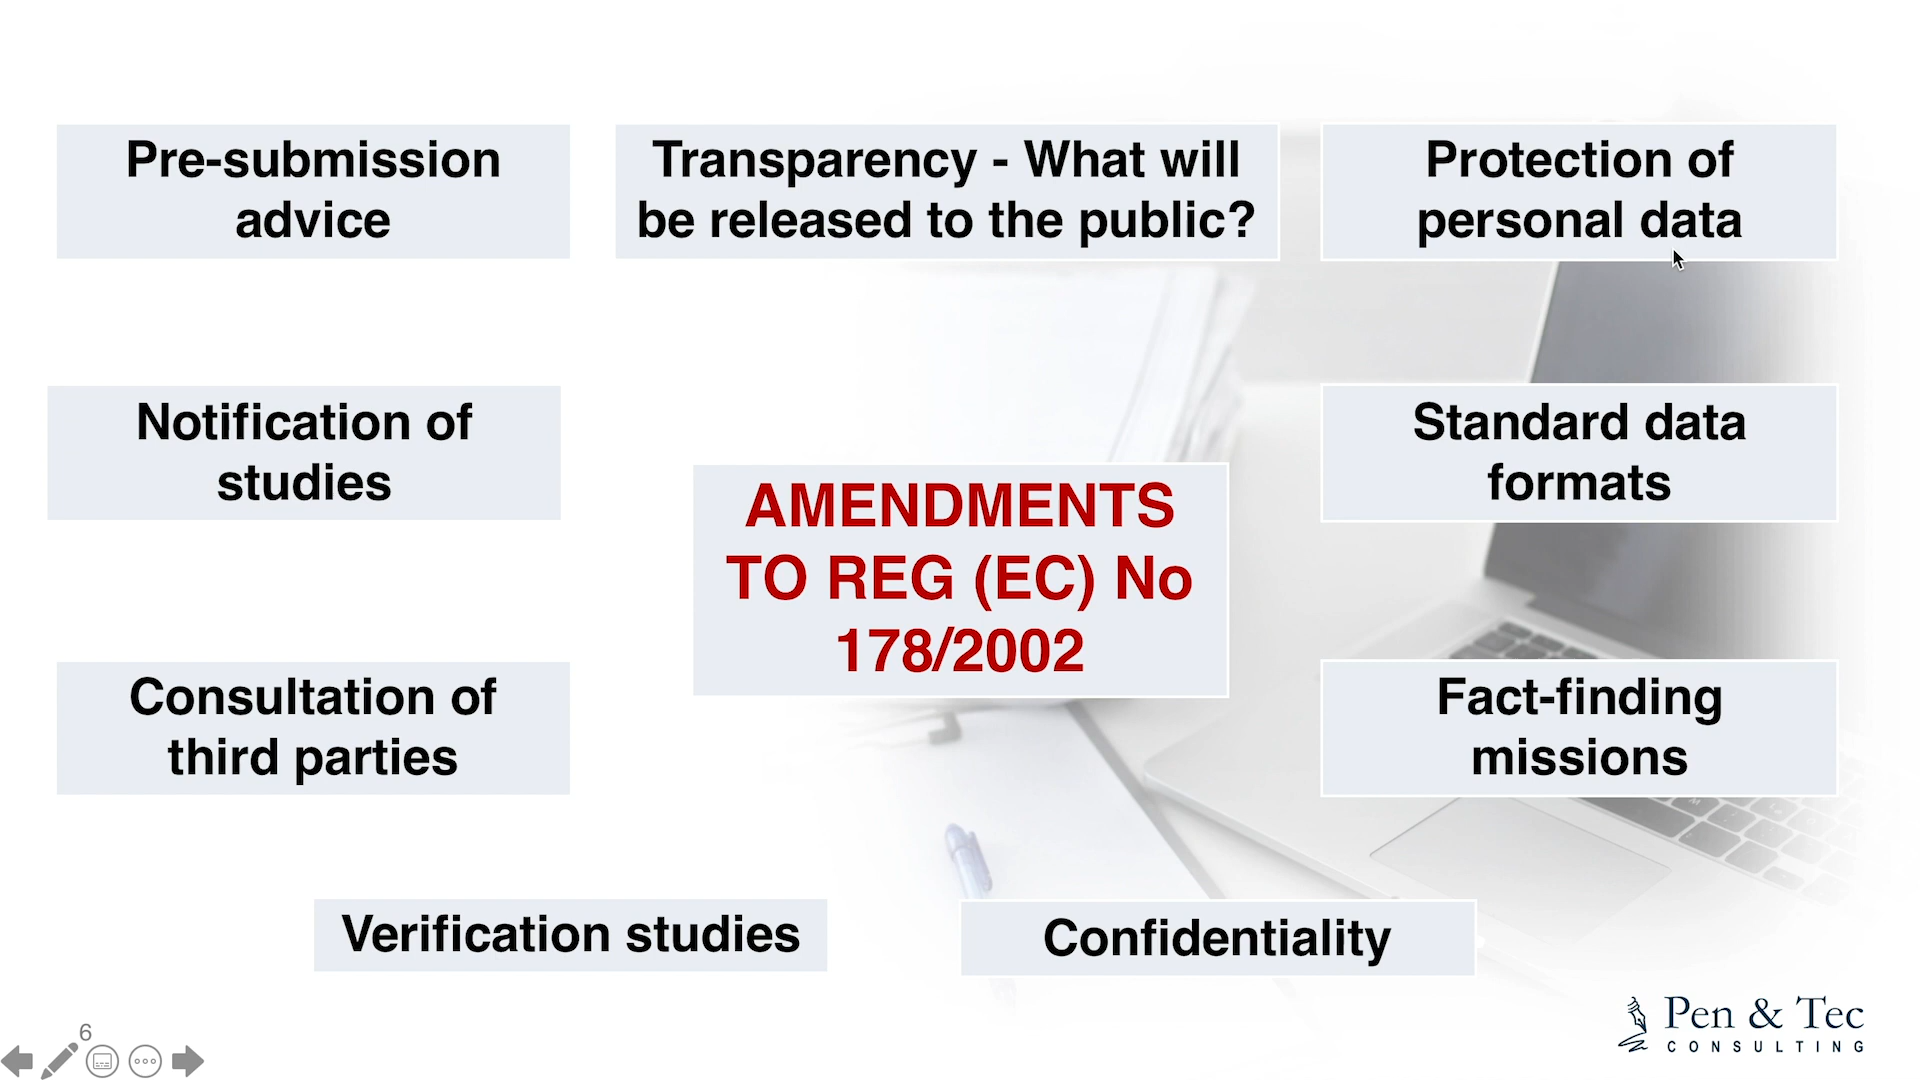 Pre-submission
advice
Transparency - What will
be released to the public?
Protection of
personal data
Notification of
studies
AMENDMENTS
TO REG (EC) No
178/2002
Standard data
formats
Consultation of
third parties
Fact-finding
missions
Verification studies
Confidentiality
6
Pen & Tec
CONSULTING